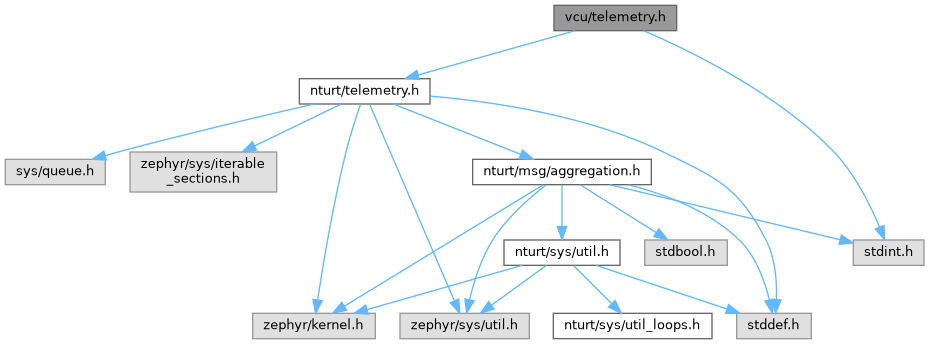 vcu/telemetry.h
nturt/telemetry.h
sys/queue.h
zephyr/sys/iterable
_sections.h
nturt/msg/aggregation.h
nturt/sys/util.h
stdbool.h
stdint.h
zephyr/kernel.h
zephyr/sys/util.h
nturt/sys/util_loops.h
stddef.h